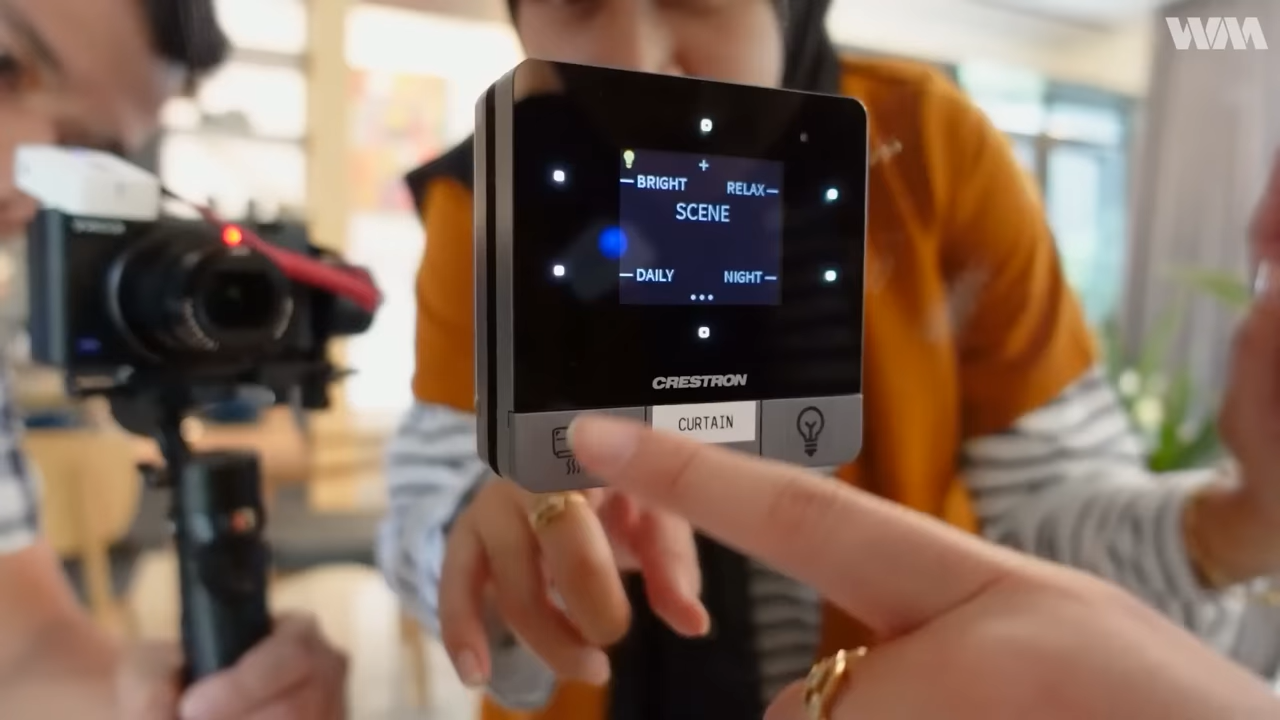 WM
BRIGHT
RELAX
SCENE
DAILY
NIGHT
CRESTRON
CURTAIN